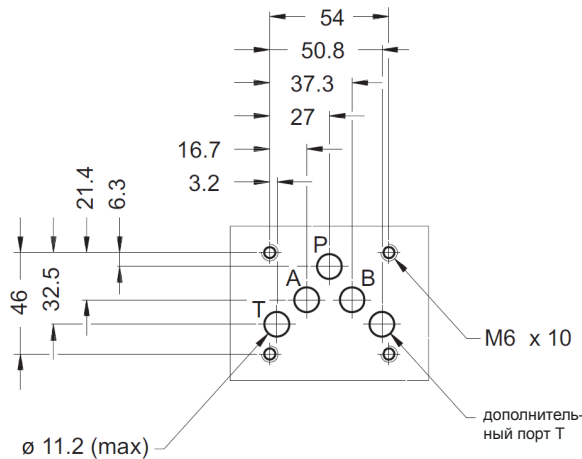 54
50.8
37.3
27
16.7
3.2
21.4
6.3
46
32.5
P
A
B
T
M6 x 10
дополнитель-
ный порт T
ø 11.2 (max)